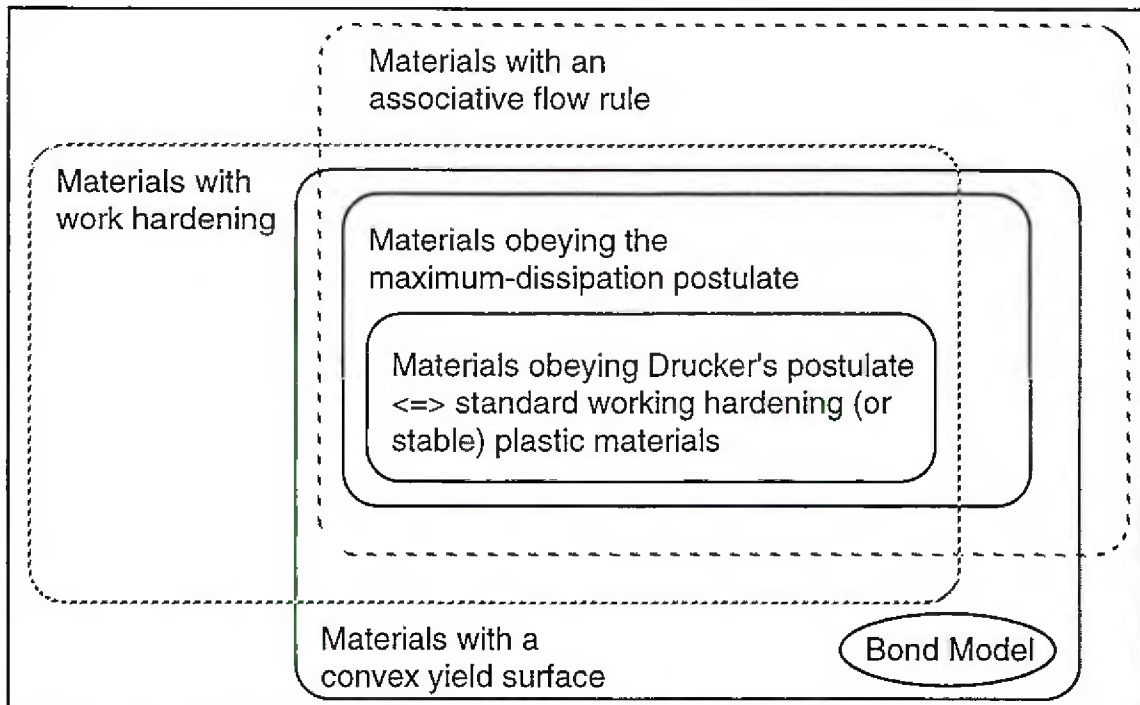 Materials with an
associative flow rule
Materials with
work hardening
Materials obeying the
maximum-dissipation postulate
Materials obeying Drucker's postulate
<=> standard working hardening (or
stable) plastic materials
Materials with a
convex yield surface
Bond Model